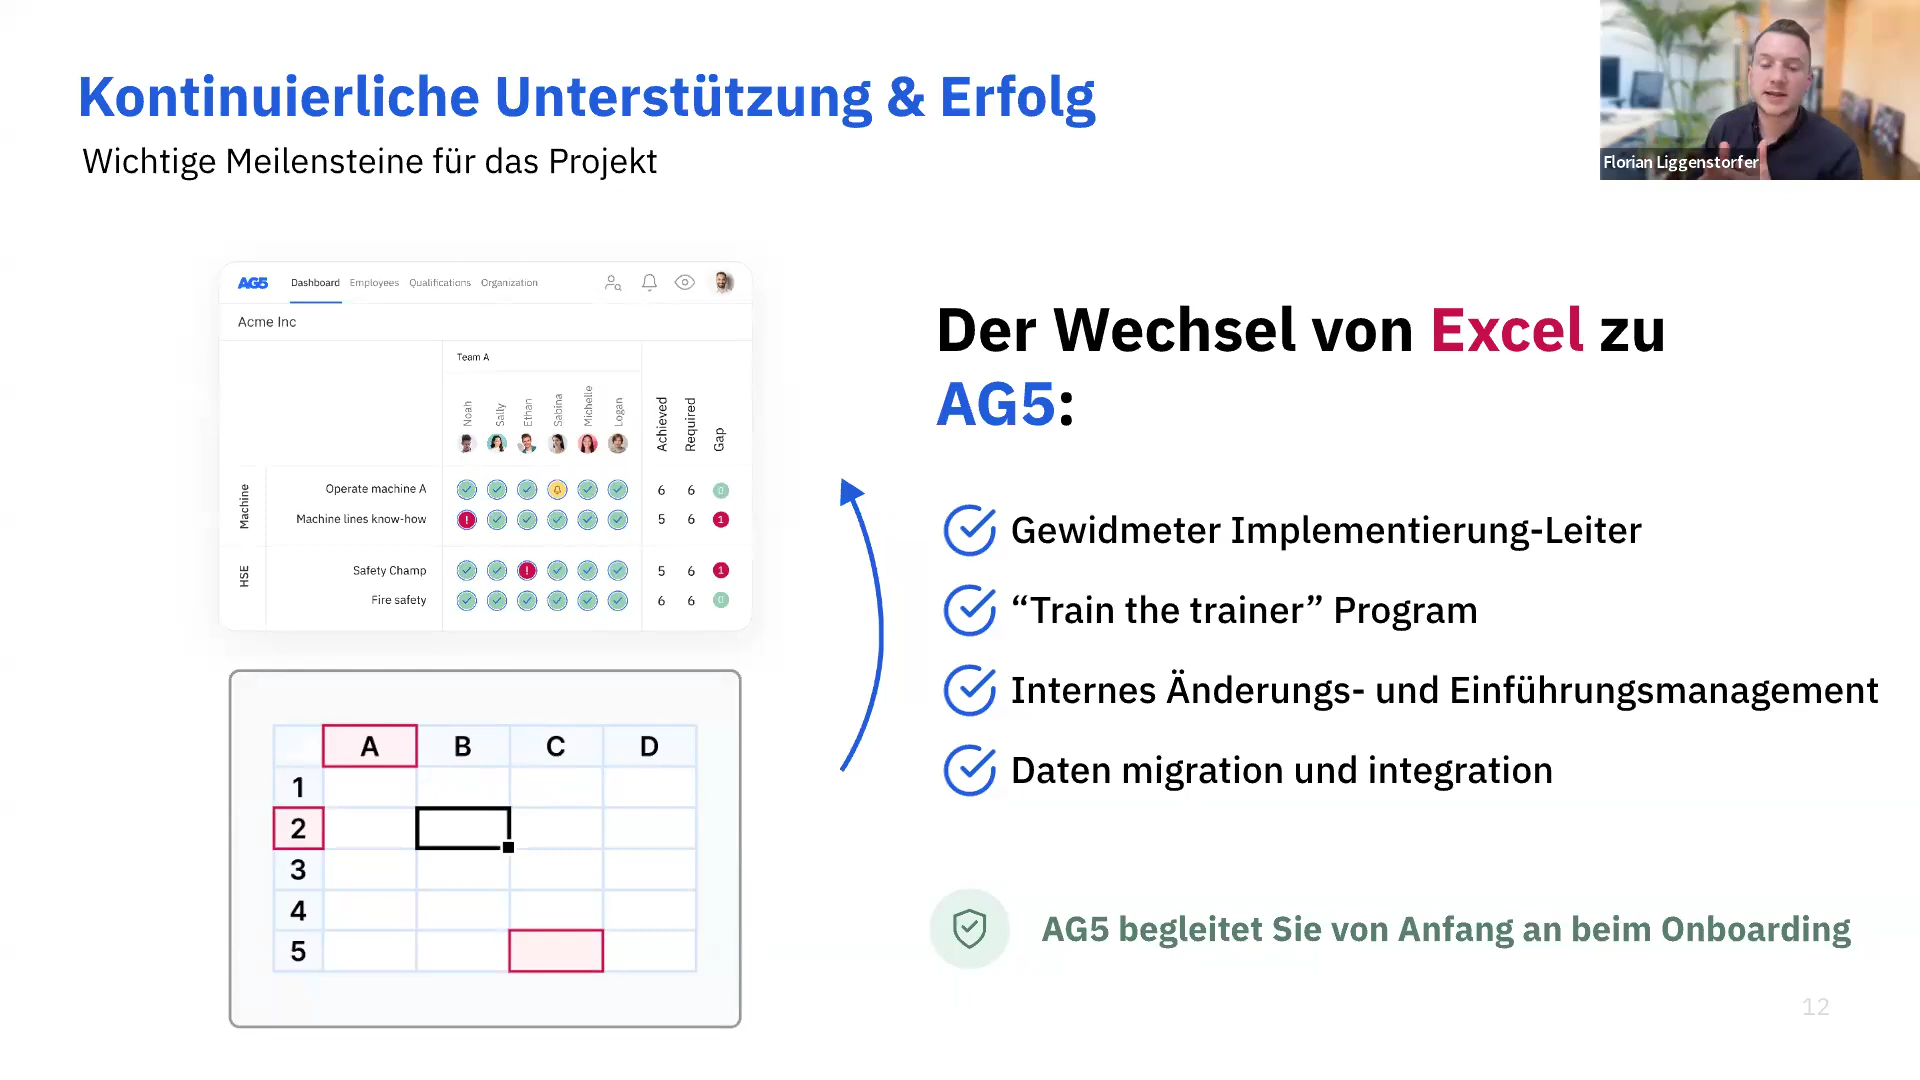 Kontinuierliche Unterstützung & Erfolg
Wichtige Meilensteine für das Projekt
Florian Liggenstorfer
AG5 Dashboard Employees Qualifications Organization
Acme Inc
Team A
Noah Sally Ethan Sabina Michelle Logan Achieved Required Gap
Machine
Operate machine A 6 6 0
Machine lines know-how ! 5 6 1
HSE
Safety Champ ! 5 6 1
Fire safety 6 6 0
A B C D
1
2
3
4
5
Der Wechsel von Excel zu
AG5:
Gewidmeter Implementierung-Leiter
“Train the trainer” Program
Internes Änderungs- und Einführungsmanagement
Daten migration und integration
AG5 begleitet Sie von Anfang an beim Onboarding
12